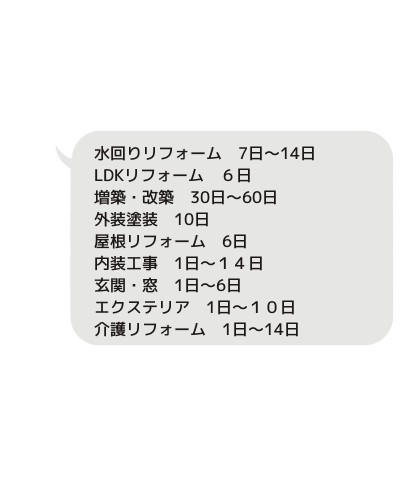 水回りリフォーム　7日～14日
LDKリフォーム　６日
増築・改築　30日～60日
外装塗装　10日
屋根リフォーム　6日
内装工事　1日～１４日
玄関・窓　1日～6日
エクステリア　1日～１０日
介護リフォーム　1日～14日